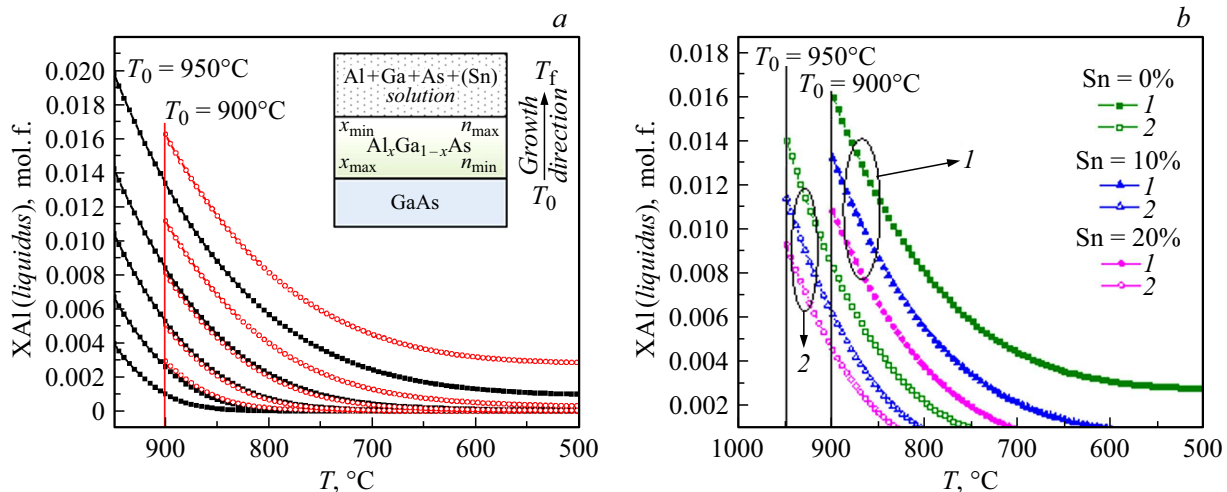 a
XAl (liquidus), mol. f.
0.020
0.018
0.016
0.014
0.012
0.010
0.008
0.006
0.004
0.002
0
T0 = 950°C
T0 = 900°C
Al + Ga + As + (Sn)
solution
xmin nmax
AlxGa1−xAs
xmax nmin
GaAs
Tf
Growth
direction
T0
900 800 700 600 500
T, °C
b
XAl (liquidus), mol. f.
0.018
0.016
0.014
0.012
0.010
0.008
0.006
0.004
0.002
T0 = 950°C
T0 = 900°C
1
2
Sn = 0%
1
2
Sn = 10%
1
2
Sn = 20%
1
2
1000 900 800 700 600 500
T, °C